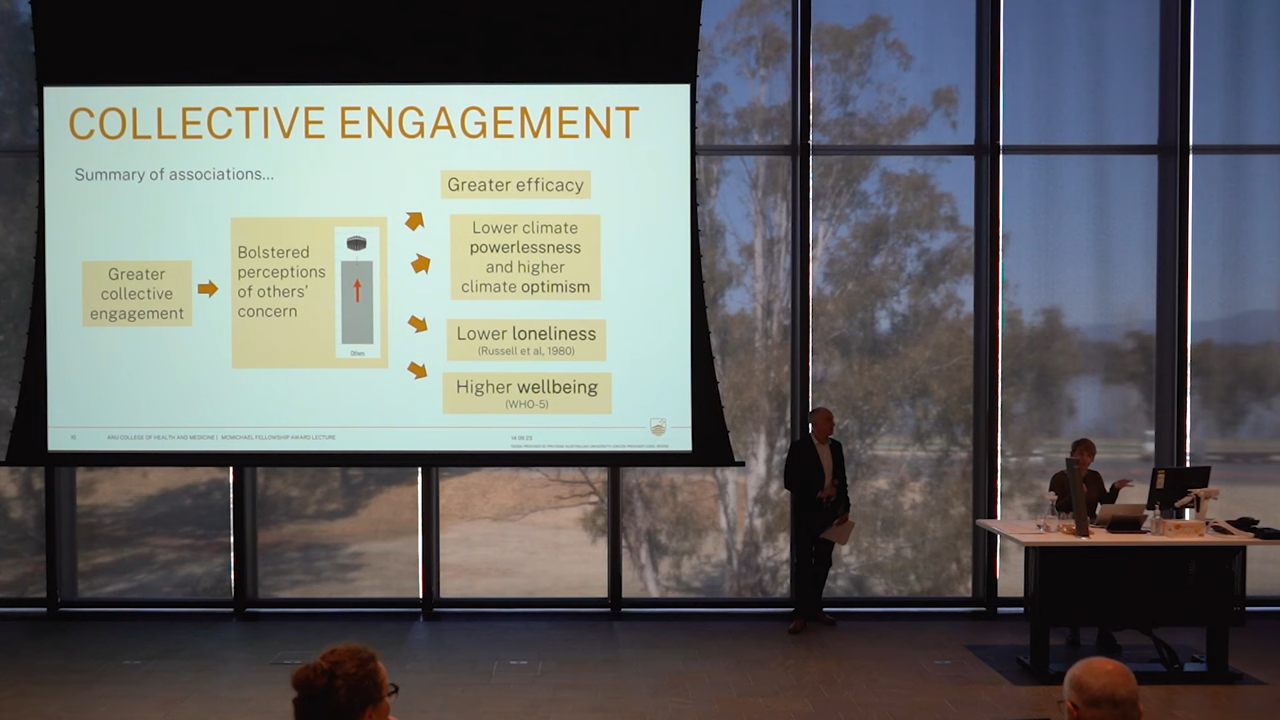 COLLECTIVE ENGAGEMENT
Summary of associations...
Greater
collective
engagement
Bolstered
perceptions
of others'
concern
Others
Greater efficacy
Lower climate
powerlessness
and higher
climate optimism
Lower loneliness
(Russell et al, 1980)
Higher wellbeing
(WHO-5)
ANU COLLEGE OF HEALTH AND MEDICINE | MCMICHAEL FELLOWSHIP AWARD LECTURE